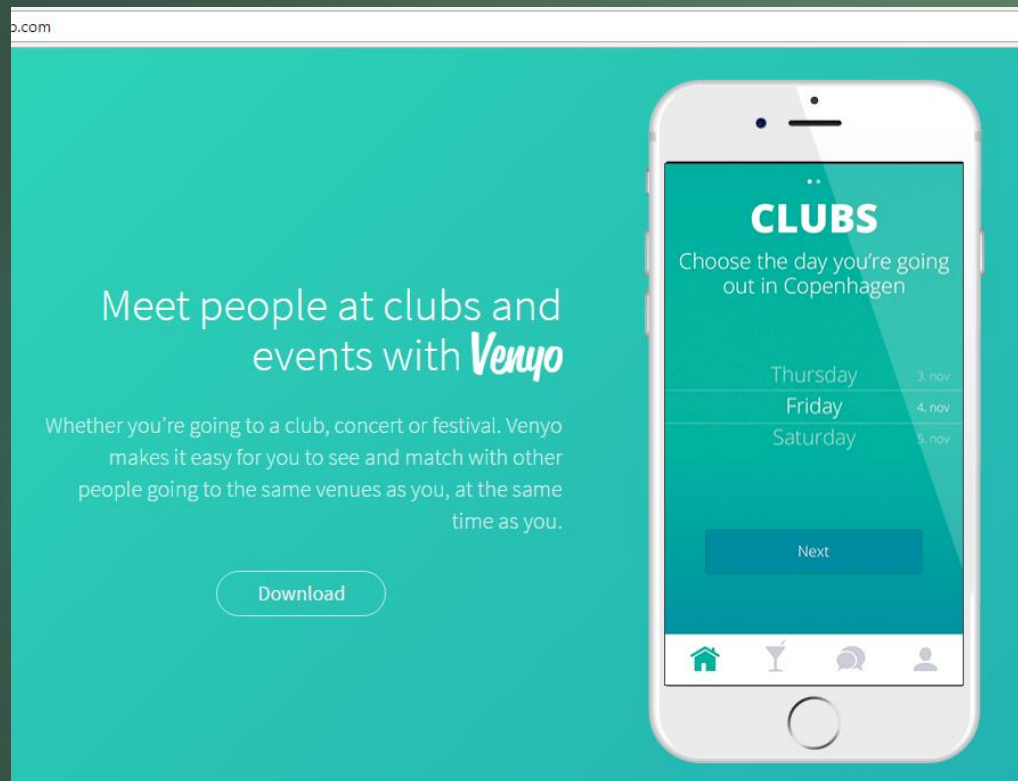 o.com
Meet people at clubs and
events with Venyo
Whether you're going to a club, concert or festival. Venyo
makes it easy for you to see and match with other
people going to the same venues as you, at the same
time as you.
Download
CLUBS
Choose the day you're going
out in Copenhagen
Thursday 3. nov
Friday 4. nov
Saturday 5. nov
Next